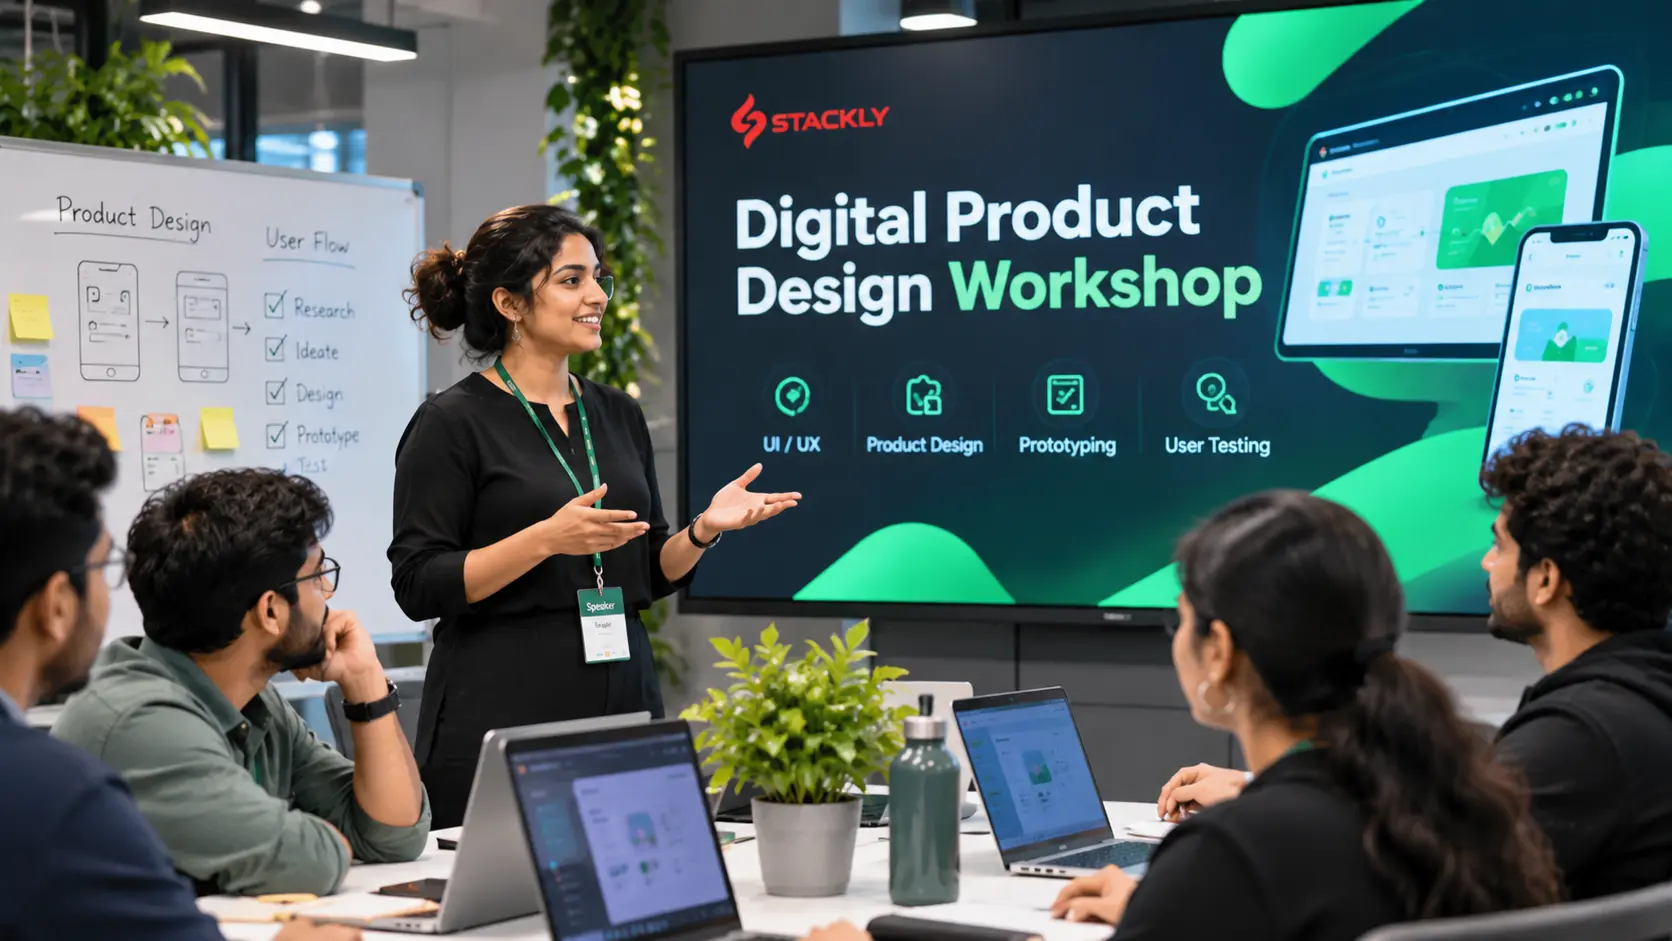 Product Design
User Flow
Research
Ideate
Design
Prototype
Test
STACKLY
Digital Product
Design Workshop
UI / UX
Product Design
Prototyping
User Testing
Speaker